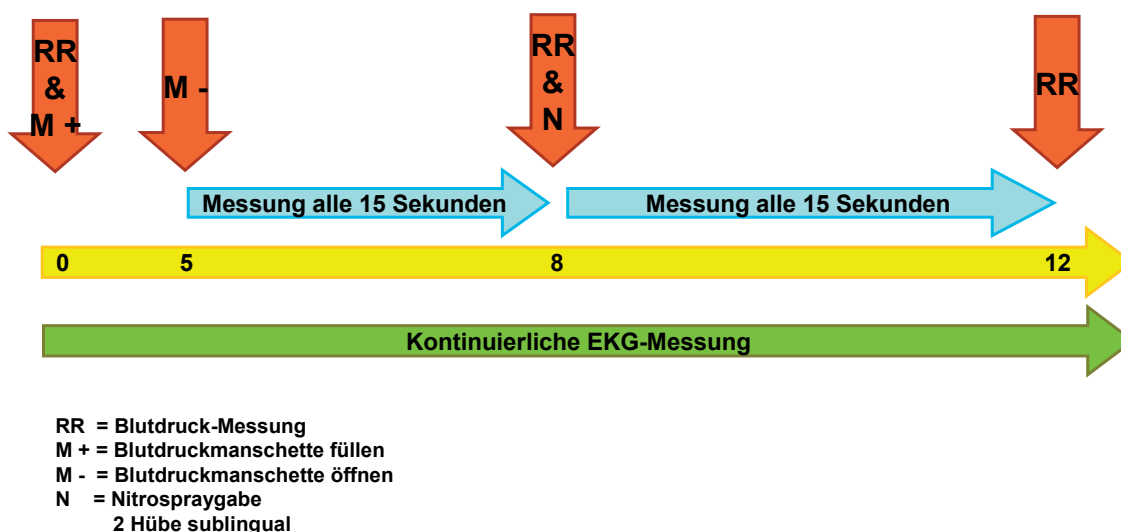 RR
&
M +
M -
RR
&
N
RR
Messung alle 15 Sekunden
Messung alle 15 Sekunden
0 5 8 12
Kontinuierliche EKG-Messung
RR = Blutdruck-Messung
M + = Blutdruckmanschette füllen
M - = Blutdruckmanschette öffnen
N = Nitrospraygabe
2 Hübe sublingual